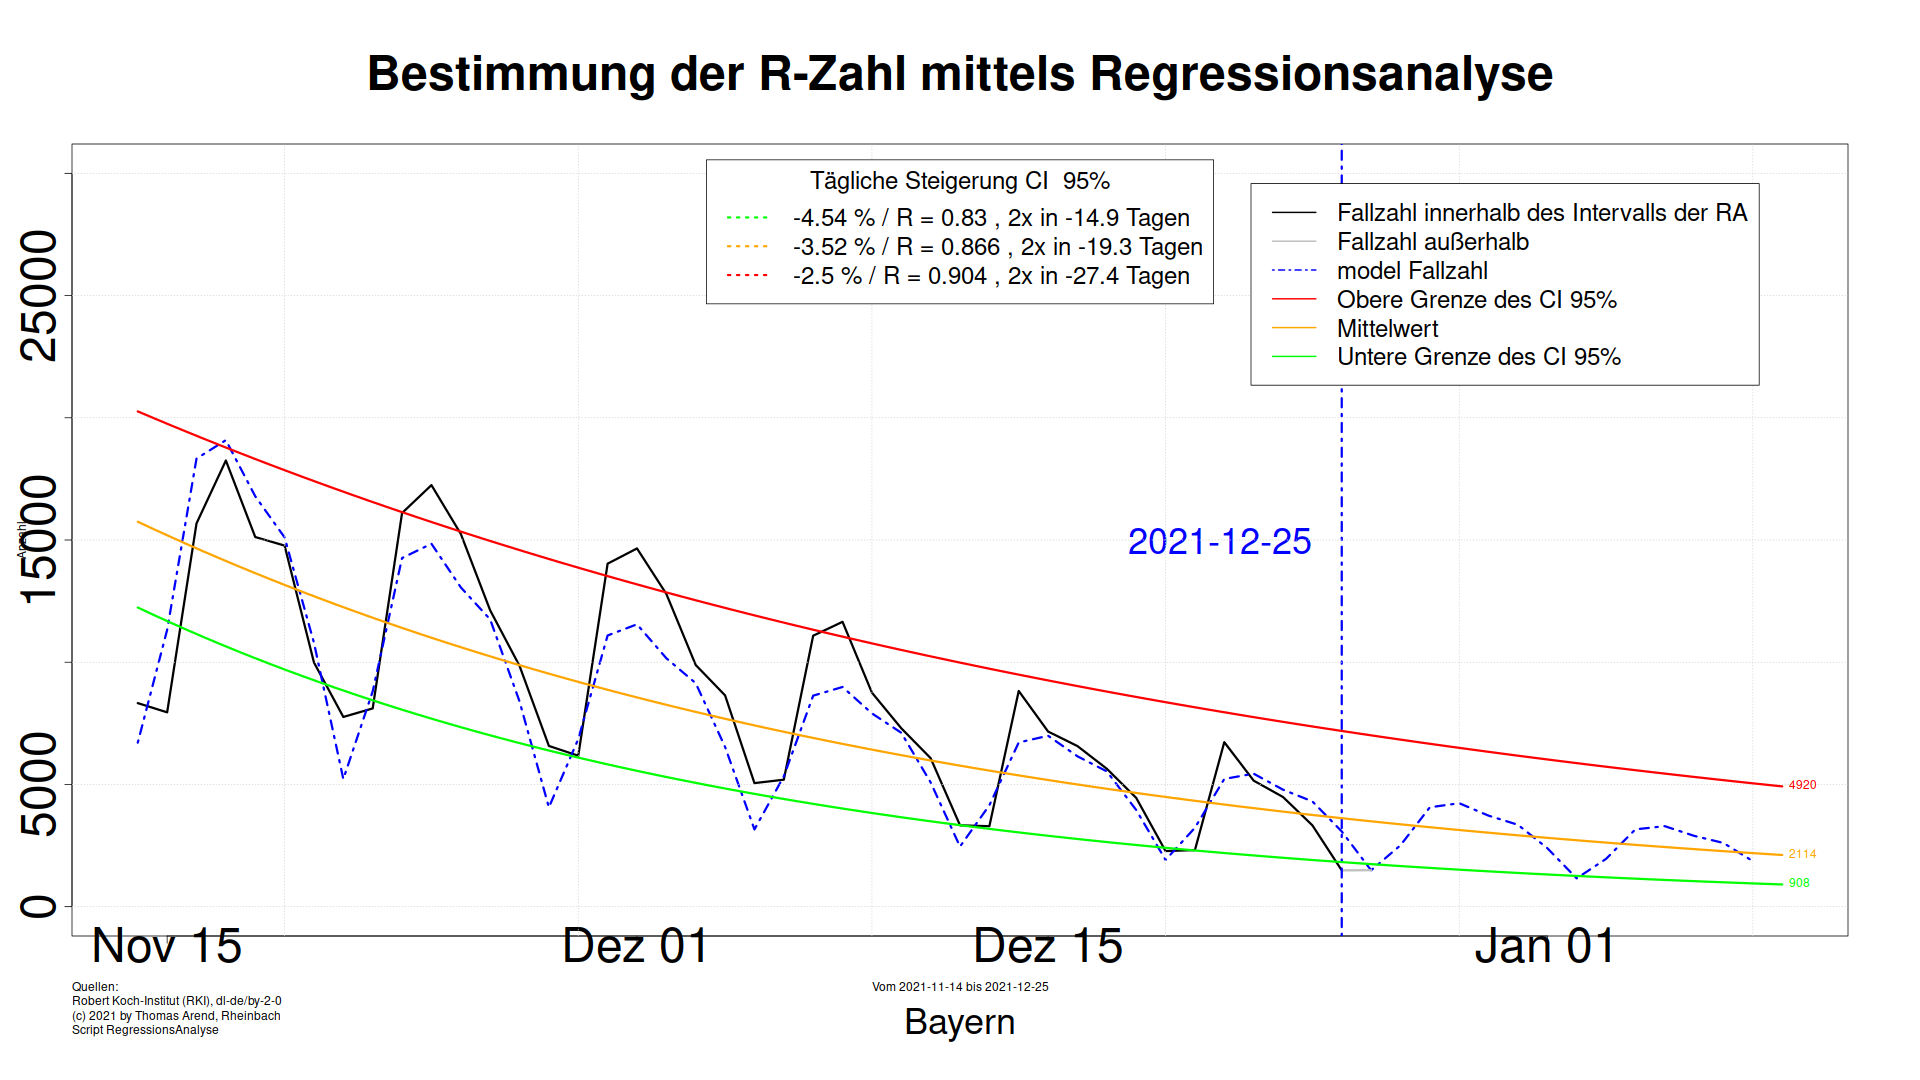 Bestimmung der R-Zahl mittels Regressionsanalyse
Tägliche Steigerung CI  95%
-4.54 % / R = 0.83 , 2x in -14.9 Tagen
-3.52 % / R = 0.866 , 2x in -19.3 Tagen
-2.5 % / R = 0.904 , 2x in -27.4 Tagen
Fallzahl innerhalb des Intervalls der RA
Fallzahl außerhalb
model Fallzahl
Obere Grenze des CI 95%
Mittelwert
Untere Grenze des CI 95%
25000
15000
5000
0
Anzahl
2021-12-25
4920
2114
908
Nov 15
Dez 01
Dez 15
Jan 01
Quellen:
Robert Koch-Institut (RKI), dl-de/by-2-0
(c) 2021 by Thomas Arend, Rheinbach
Script RegressionsAnalyse
Vom 2021-11-14 bis 2021-12-25
Bayern